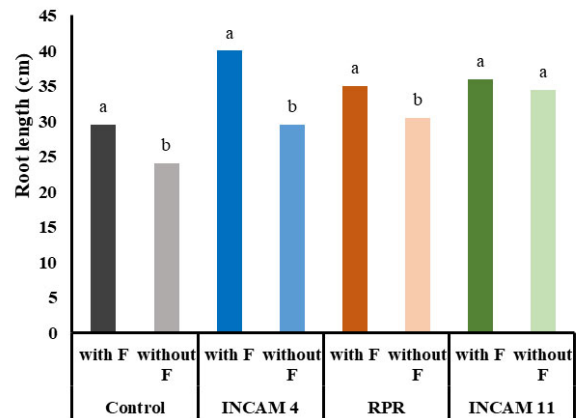 45
40
35
30
25
20
15
10
5
0
Root length (cm)
a
b
a
b
a
b
a
a
with F
without F
with F
without F
with F
without F
with F
without F
Control
INCAM 4
RPR
INCAM 11